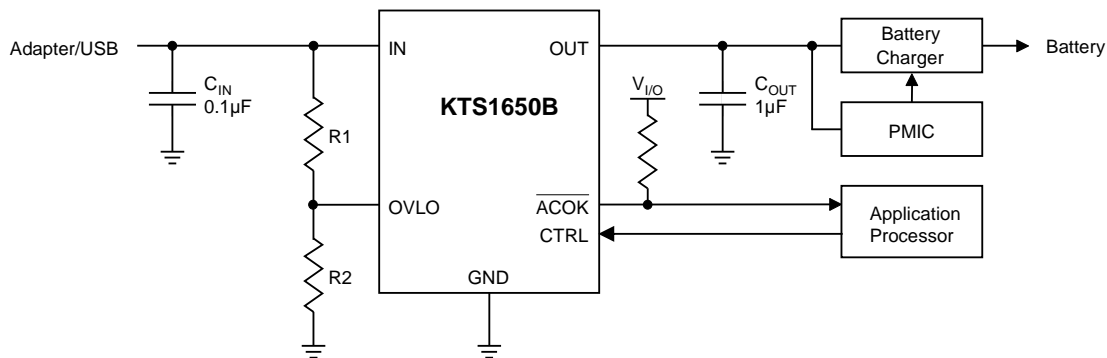 Adapter/USB
C_IN
0.1µF
R1
R2
IN
OVLO
GND
KTS1650B
OUT
ACOK
CTRL
V_I/O
C_OUT
1µF
Battery
Charger
Battery
PMIC
Application
Processor